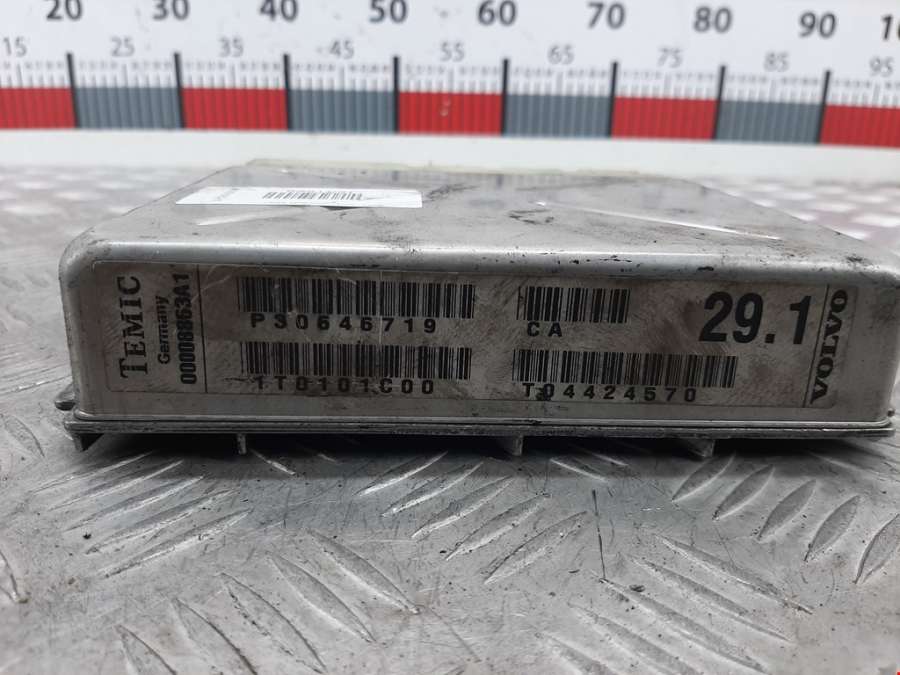 20 30 40 50 60 70 80 90
15 25 35 45 55 65 75 85 95
TEMIC
Germany
00008863A1
P30646719
CA
29.1
VOLVO
1T0101C00
T04424570